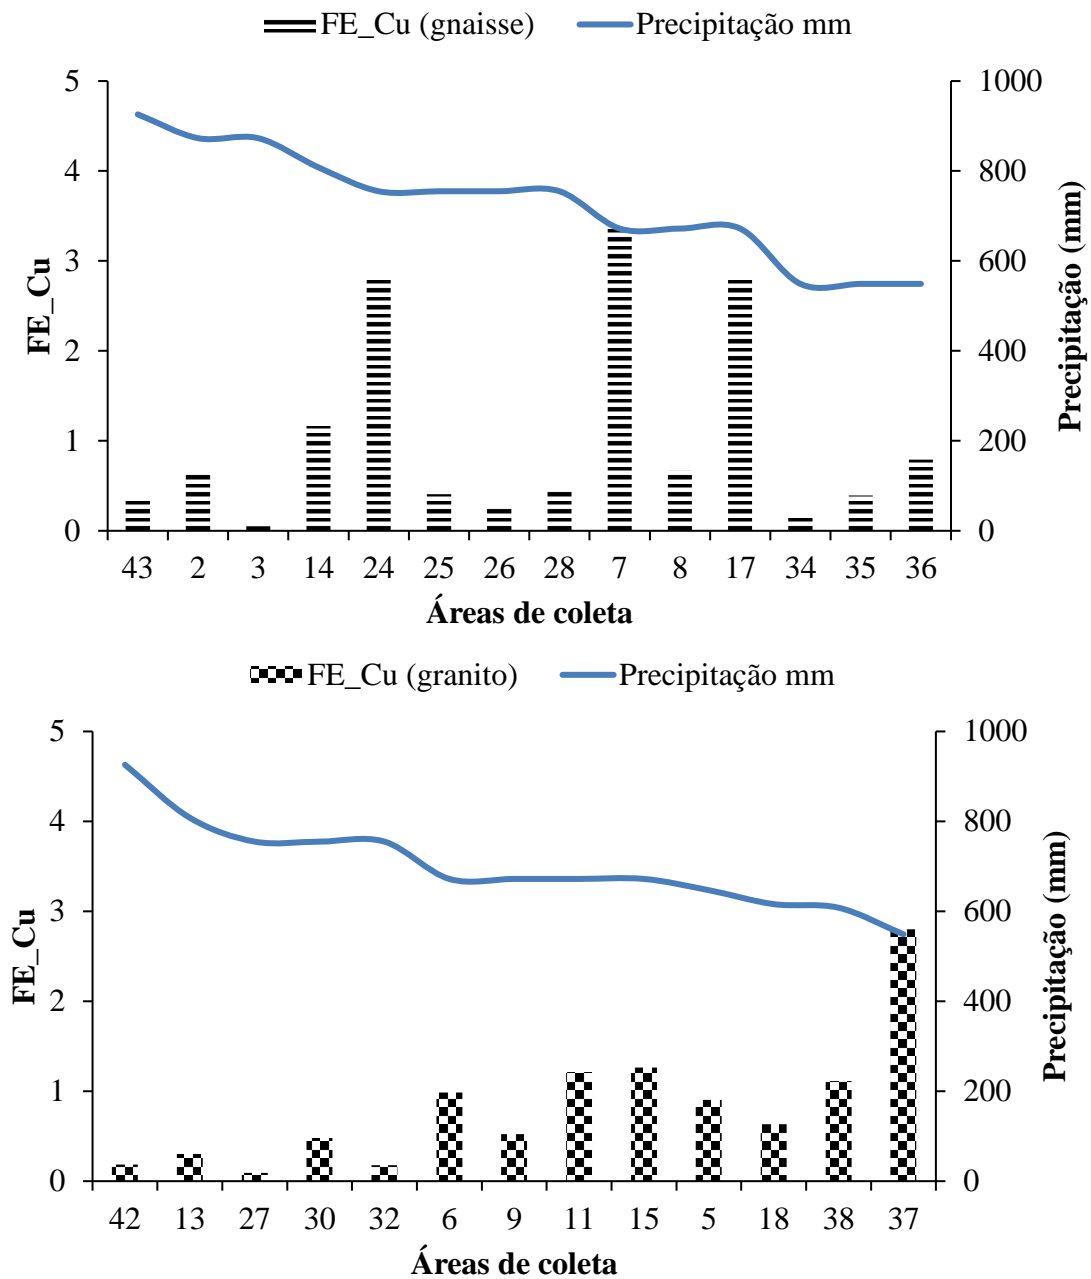 FE_Cu (gnaisse) Precipitação mm
5 1000
4 800
3 600
2 400
1 200
0 0
FE_Cu
Precipitação (mm)
43 2 3 14 24 25 26 28 7 8 17 34 35 36
Áreas de coleta
FE_Cu (granito) Precipitação mm
5 1000
4 800
3 600
2 400
1 200
0 0
FE_Cu
Precipitação (mm)
42 13 27 30 32 6 9 11 15 5 18 38 37
Áreas de coleta